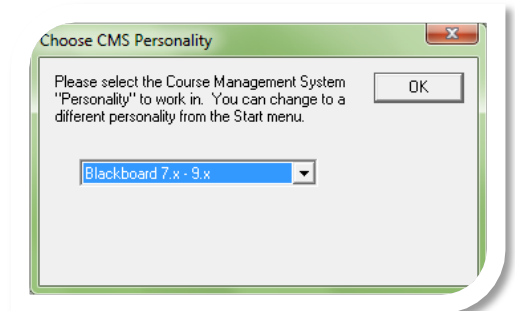 Choose CMS Personality
Please select the Course Management System
"Personality" to work in. You can change to a
different personality from the Start menu.
OK
Blackboard 7.x - 9.x